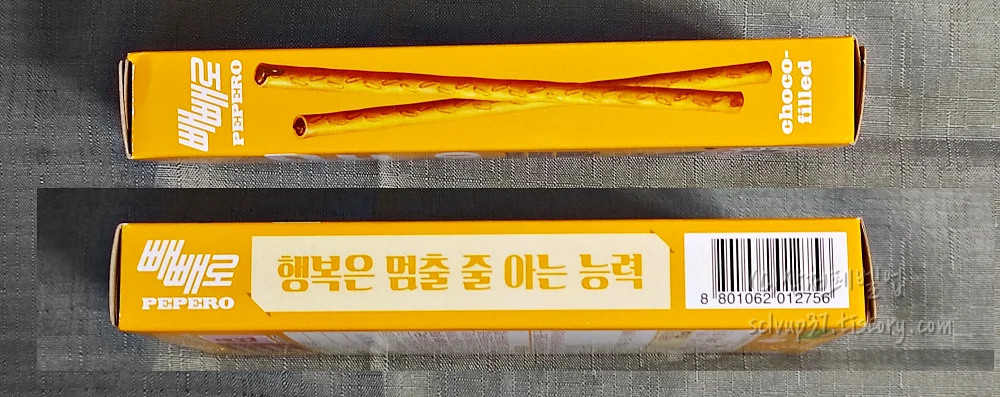 빼빼로
PEPERO
choco-
filled
빼빼로
PEPERO
행복은 멈출 줄 아는 능력
8 801062 012756
sclvup97.tistory.com